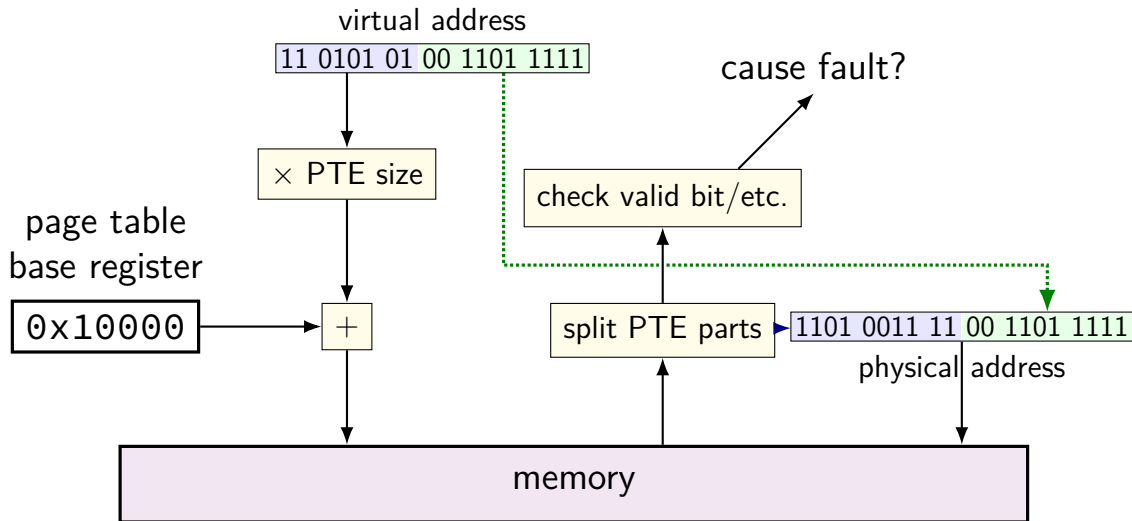 virtual address
11 0101 01 00 1101 1111
cause fault?
× PTE size
check valid bit/etc.
page table
base register
0x10000
+
split PTE parts
1101 0011 11 00 1101 1111
physical address
memory